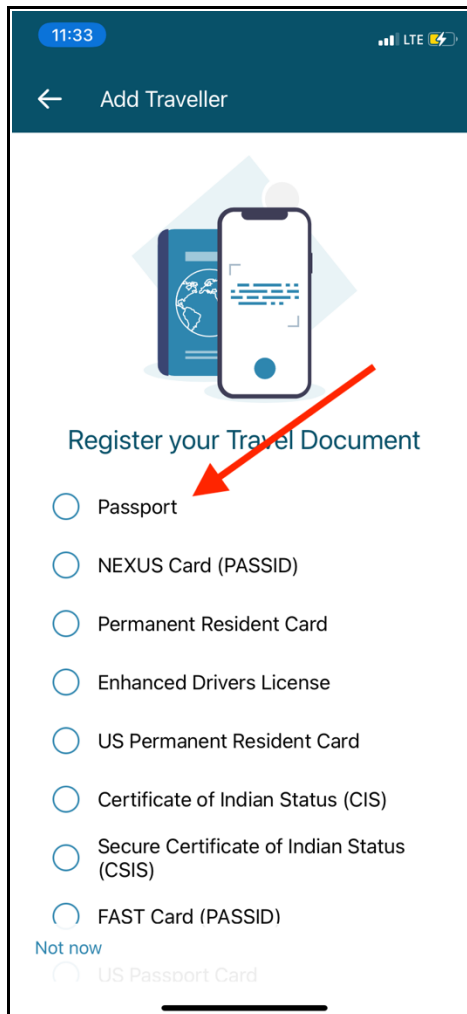 11:33
LTE
Add Traveller
Register your Travel Document
Passport
NEXUS Card (PASSID)
Permanent Resident Card
Enhanced Drivers License
US Permanent Resident Card
Certificate of Indian Status (CIS)
Secure Certificate of Indian Status
(CSIS)
FAST Card (PASSID)
Not now
US Passport Card